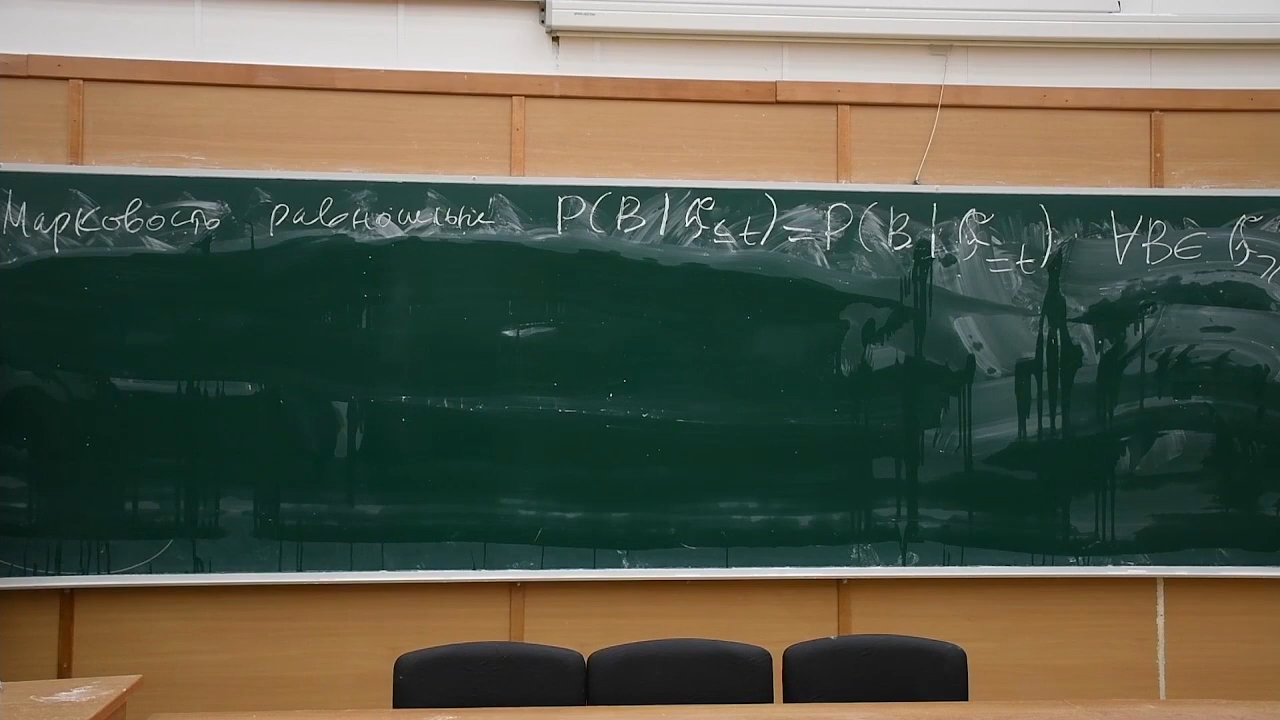 Марковость равносильна P(B | 𝔉≤t) = P(B | 𝔉=t) ∀B∈ 𝔉≥